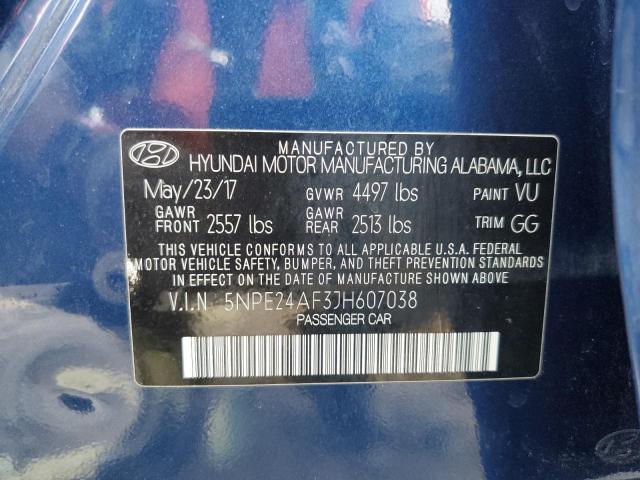 MANUFACTURED BY
HYUNDAI MOTOR MANUFACTURING ALABAMA, LLC
May/23/17 GVWR 4497 lbs PAINT VU
GAWR FRONT 2557 lbs GAWR REAR 2513 lbs TRIM GG
THIS VEHICLE CONFORMS TO ALL APPLICABLE U.S.A. FEDERAL
MOTOR VEHICLE SAFETY, BUMPER, AND THEFT PREVENTION STANDARDS
IN EFFECT ON THE DATE OF MANUFACTURE SHOWN ABOVE
V.I.N. 5NPE24AF3JH607038
PASSENGER CAR